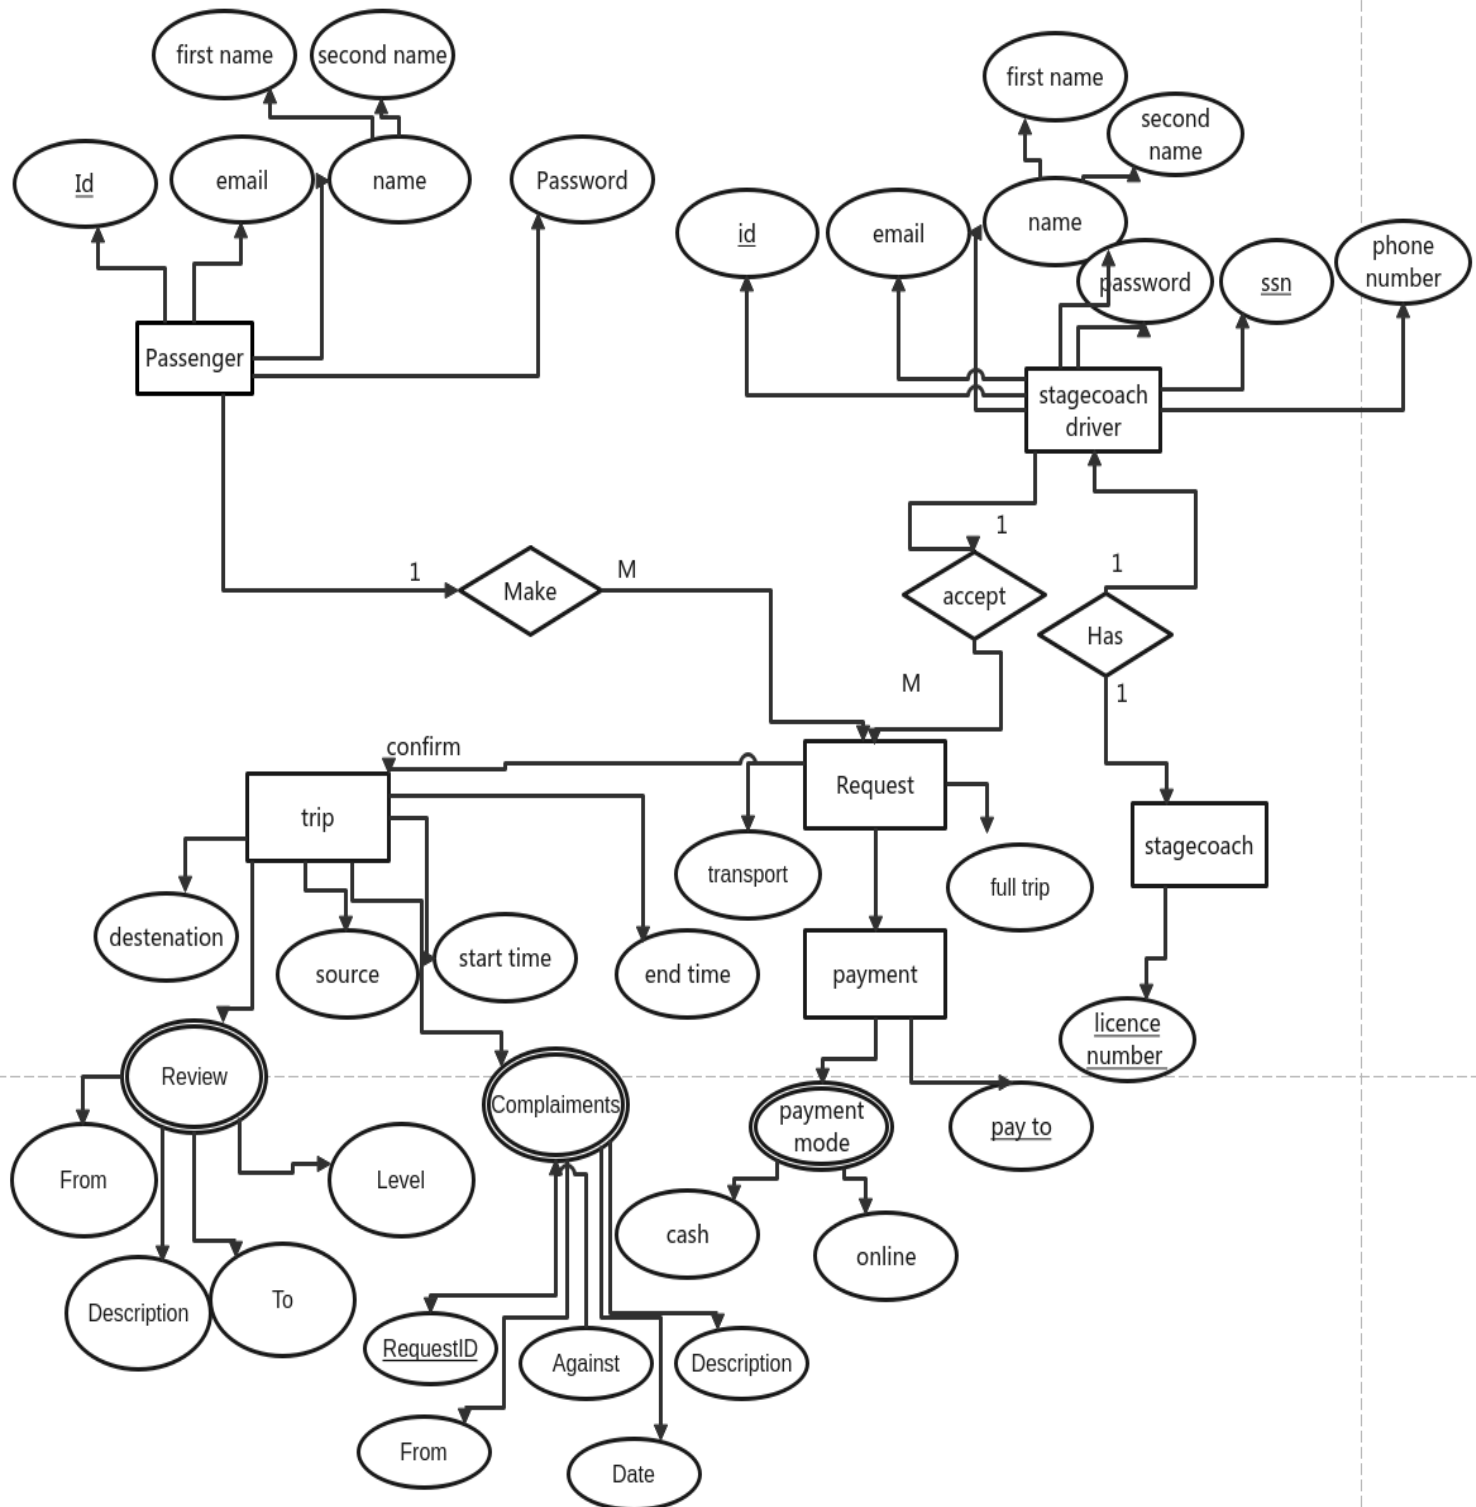 first name
second name
first name
second
name
Id
email
name
Password
id
email
name
password
ssn
phone
number
Passenger
stagecoach
driver
1
Make
M
1
accept
1
Has
M
1
confirm
trip
Request
stagecoach
transport
full trip
destenation
source
start time
end time
payment
licence
number
Review
Complaiments
payment
mode
pay to
From
Level
cash
online
Description
To
RequestID
Against
Description
From
Date